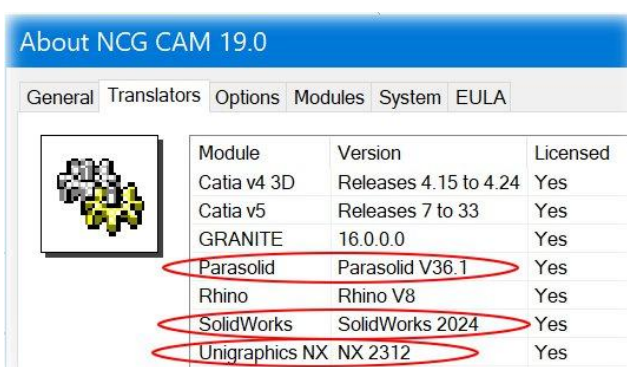 About NCG CAM 19.0
General Translators Options Modules System EULA
Module Version Licensed
Catia v4 3D Releases 4.15 to 4.24 Yes
Catia v5 Releases 7 to 33 Yes
GRANITE 16.0.0.0 Yes
Parasolid Parasolid V36.1 Yes
Rhino Rhino V8 Yes
SolidWorks SolidWorks 2024 Yes
Unigraphics NX NX 2312 Yes